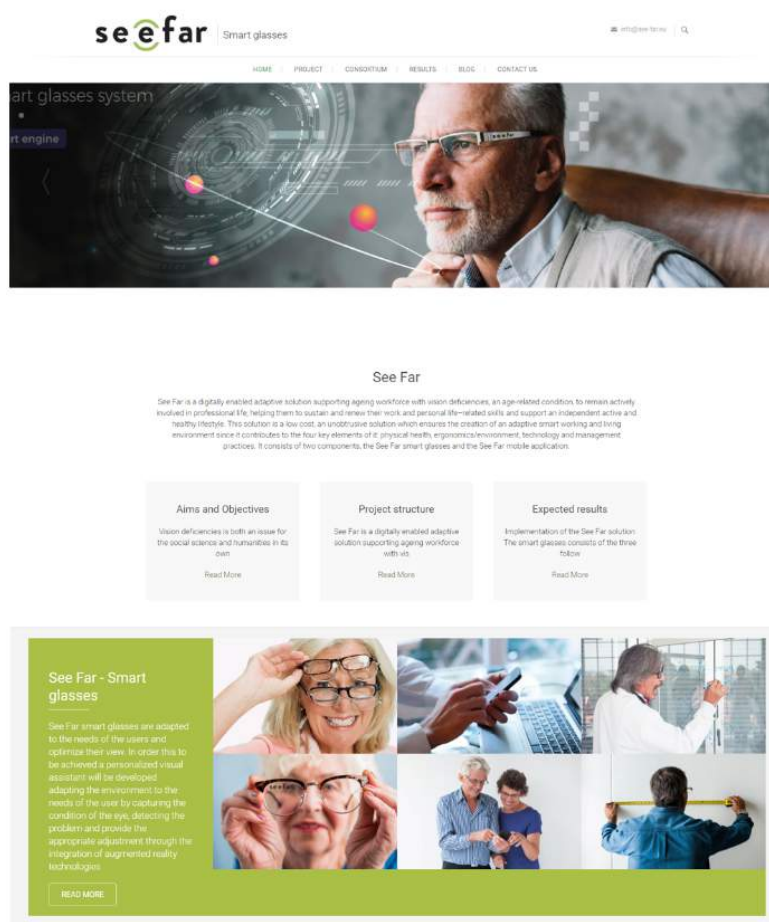 seefar
Smart glasses
info@see-far.eu
HOME PROJECT CONSORTIUM RESULTS BLOG CONTACT US
art glasses system
rt engine
seefar
See Far
See Far is a digitally enabled adaptive solution supporting ageing workforce with vision deficiencies, an age-related condition, to remain actively
involved in professional life, helping them to sustain and renew their work and personal life-related skills and support an independent active and
healthy lifestyle. This solution is a low cost, an unobtrusive solution which ensures the creation of an adaptive smart working and living
environment since it contributes to the four key elements of it: physical health, ergonomics/environment, technology and management
practices. It consists of two components, the See Far smart glasses and the See Far mobile application.
Aims and Objectives
Vision deficiencies is both an issue for
the social science and humanities in its
own
Read More
Project structure
See Far is a digitally enabled adaptive
solution supporting ageing workforce
with vis
Read More
Expected results
Implementation of the See Far solution
The smart glasses consists of the three
follow
Read More
See Far - Smart
glasses
See Far smart glasses are adapted
to the needs of the users and
optimize their view. In order this to
be achieved a personalized visual
assistant will be developed
adapting the environment to the
needs of the user by capturing the
condition of the eye, detecting the
problem and provide the
appropriate adjustment through the
integration of augmented reality
technologies
READ MORE
seefar